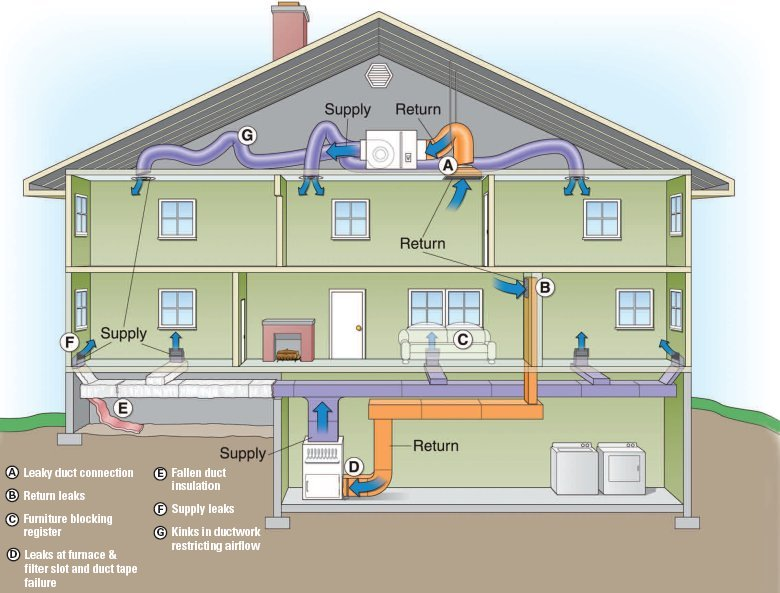 Supply
Return
G
A
Return
B
F
Supply
C
E
Supply
D
Return
A Leaky duct connection
B Return leaks
C Furniture blocking
register
D Leaks at furnace &
filter slot and duct tape
failure
E Fallen duct
insulation
F Supply leaks
G Kinks in ductwork
restricting airflow